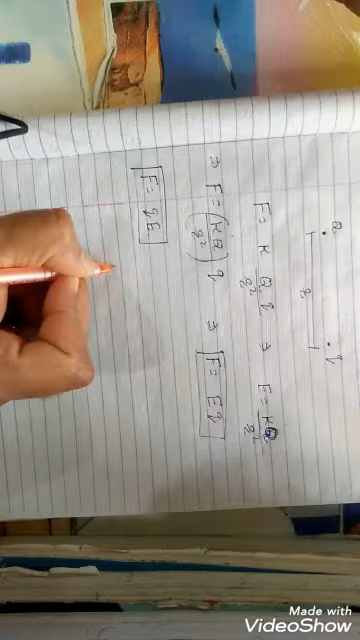 Q q
r
F = K Qq/r² ⇒ E = KQ/r²
⇒ F = (KQ/r²) q ⇒ F = Eq
F = qE
Made with
VideoShow